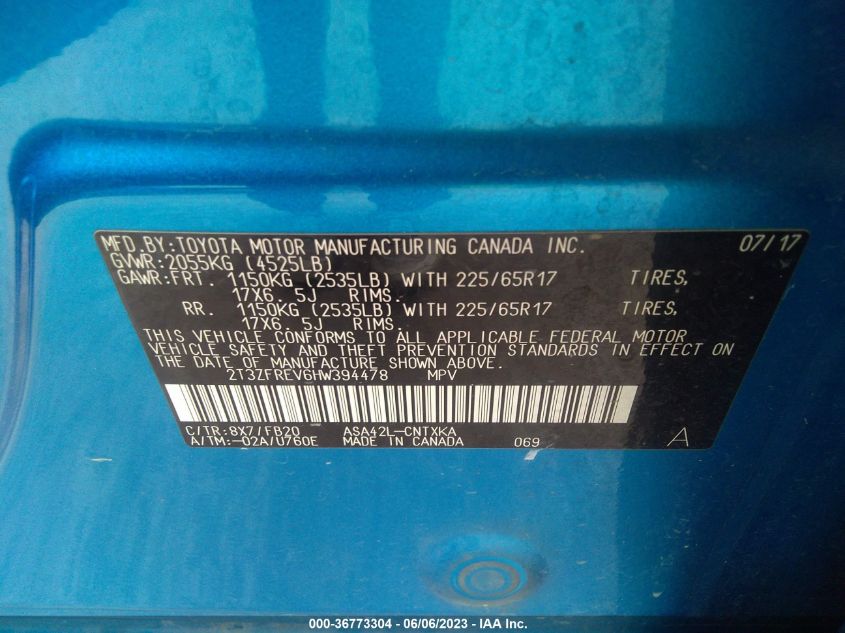 MFD.BY:TOYOTA MOTOR MANUFACTURING CANADA INC. 07/17
GVWR:2055KG (4525LB)
GAWR:FRT. 1150KG (2535LB) WITH 225/65R17 TIRES,
17X6. 5J RIMS.
RR. 1150KG (2535LB) WITH 225/65R17 TIRES,
17X6. 5J RIMS.
THIS VEHICLE CONFORMS TO ALL APPLICABLE FEDERAL MOTOR
VEHICLE SAFETY AND THEFT PREVENTION STANDARDS IN EFFECT ON
THE DATE OF MANUFACTURE SHOWN ABOVE.
2T3ZFREV6HW394478 MPV
C/TR:8X7/FB20 ASA42L-CNTXKA
A/TM:-02A/U760E MADE IN CANADA 069 A
000-36773304 - 06/06/2023 - IAA Inc.